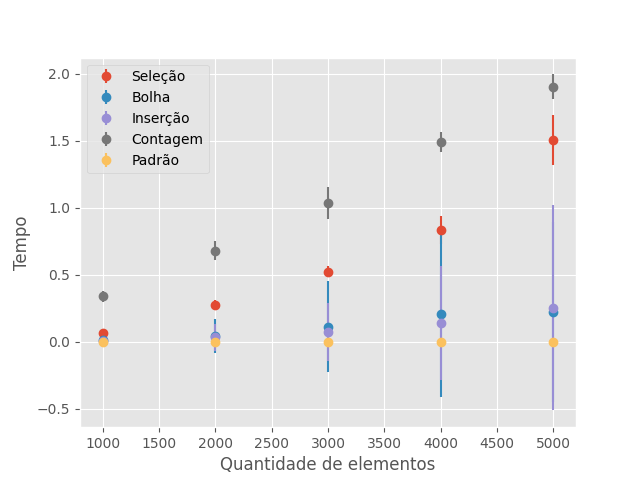 2.0
1.5
1.0
0.5
0.0
−0.5
Tempo
Seleção
Bolha
Inserção
Contagem
Padrão
1000 1500 2000 2500 3000 3500 4000 4500 5000
Quantidade de elementos